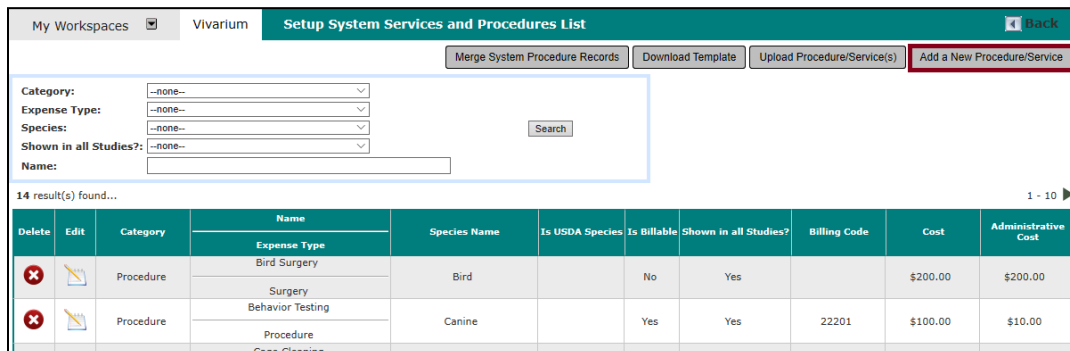 My Workspaces Vivarium Setup System Services and Procedures List Back
Merge System Procedure Records Download Template Upload Procedure/Service(s) Add a New Procedure/Service
Category: --none--
Expense Type: --none--
Species: --none-- Search
Shown in all Studies?: --none--
Name:
14 result(s) found... 1 - 10
Delete Edit Category Name Expense Type Species Name Is USDA Species Is Billable Shown in all Studies? Billing Code Cost Administrative Cost
Procedure Bird Surgery Surgery Bird No Yes $200.00 $200.00
Procedure Behavior Testing Procedure Canine Yes Yes 22201 $100.00 $10.00